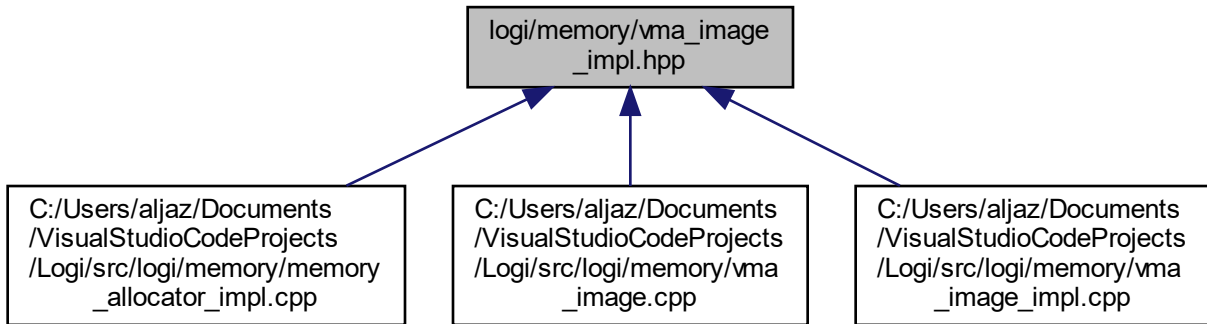 logi/memory/vma_image
_impl.hpp
C:/Users/aljaz/Documents
/VisualStudioCodeProjects
/Logi/src/logi/memory/memory
_allocator_impl.cpp
C:/Users/aljaz/Documents
/VisualStudioCodeProjects
/Logi/src/logi/memory/vma
_image.cpp
C:/Users/aljaz/Documents
/VisualStudioCodeProjects
/Logi/src/logi/memory/vma
_image_impl.cpp